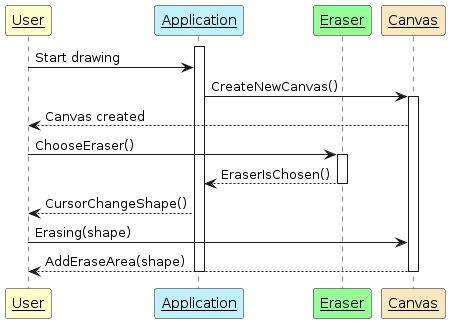 User Application Eraser Canvas
Start drawing
CreateNewCanvas()
Canvas created
ChooseEraser()
EraserIsChosen()
CursorChangeShape()
Erasing(shape)
AddEraseArea(shape)
User Application Eraser Canvas